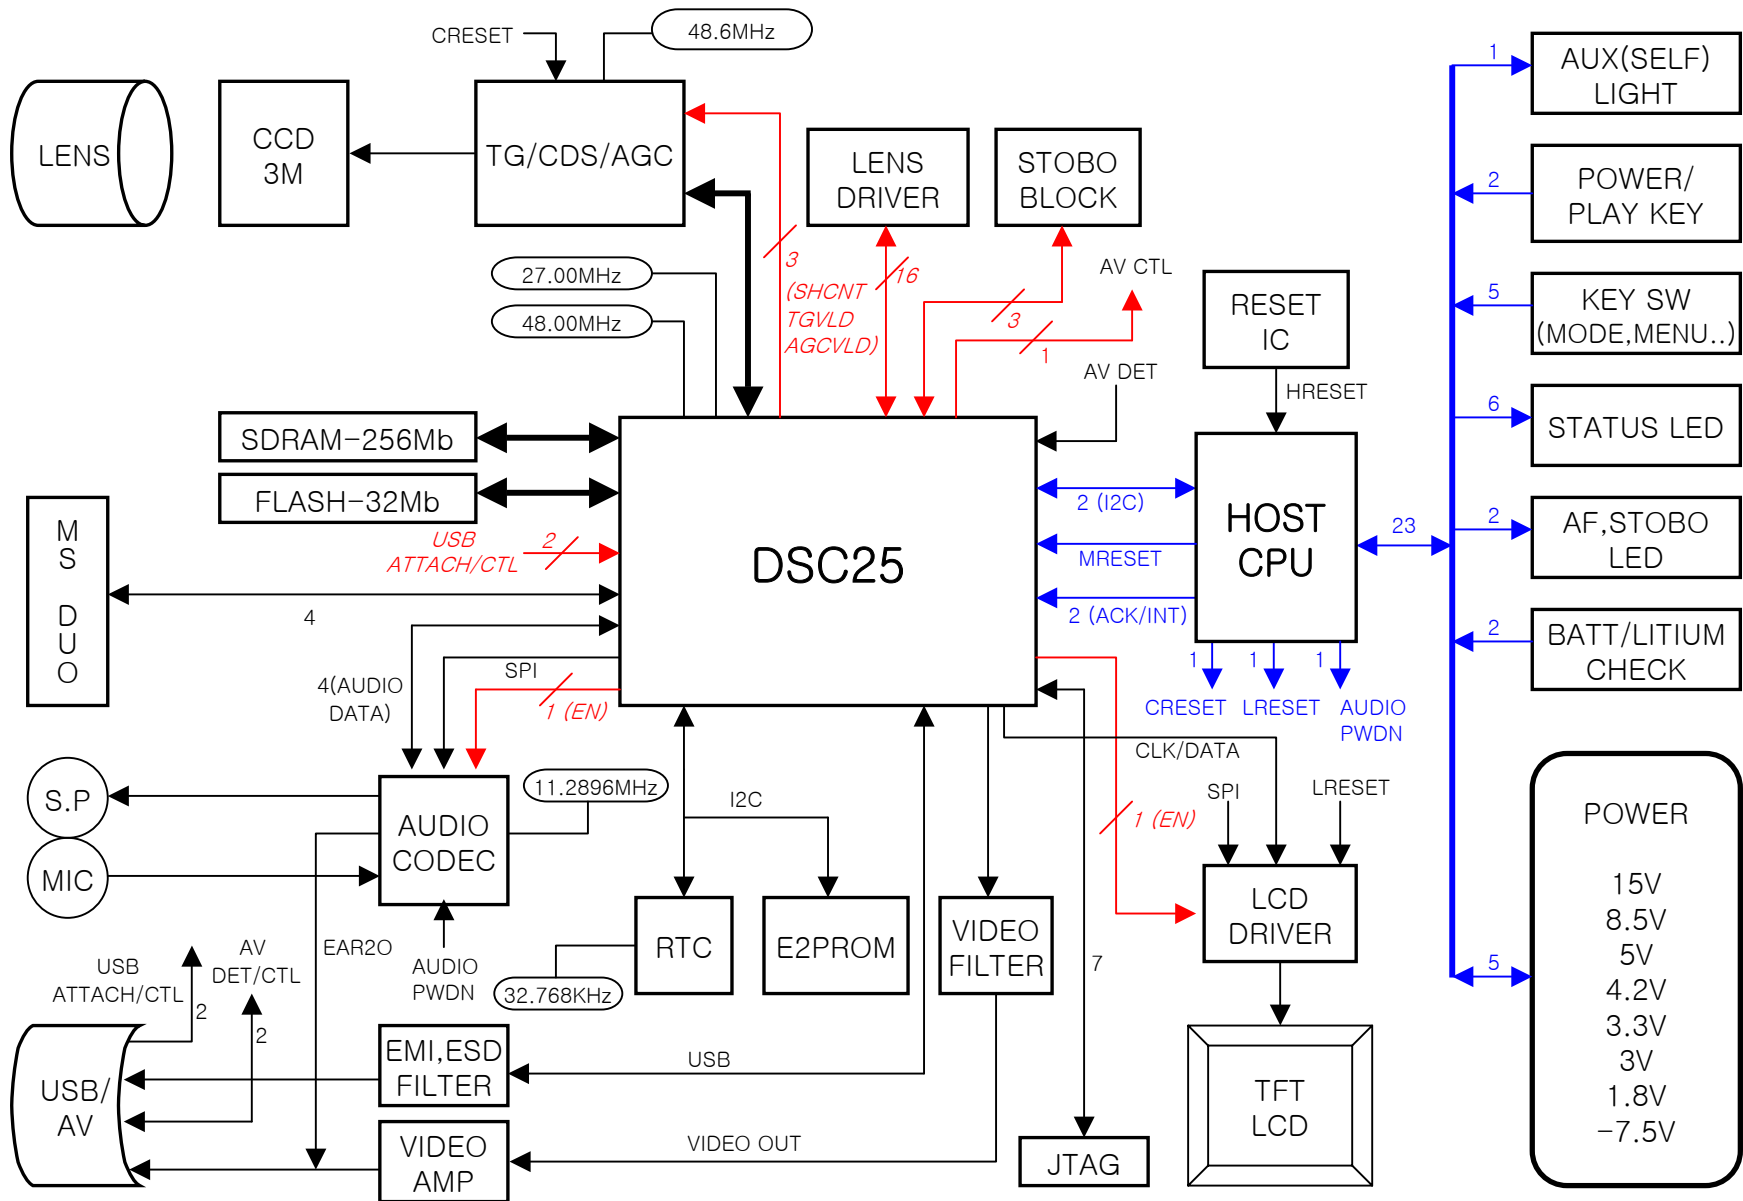 CRESET
48.6MHz
LENS
CCD
3M
TG/CDS/AGC
LENS
DRIVER
STOBO
BLOCK
27.00MHz
48.00MHz
3
(SHCNT
TGVLD
AGCVLD)
16
3
1
AV CTL
AV DET
RESET
IC
HRESET
SDRAM-256Mb
FLASH-32Mb
USB
ATTACH/CTL
2
MS DUO
4
DSC25
2 (I2C)
MRESET
2 (ACK/INT)
HOST
CPU
23
1
1
1
CRESET
LRESET
AUDIO
PWDN
4(AUDIO
DATA)
SPI
1 (EN)
S.P
MIC
AUDIO
CODEC
11.2896MHz
I2C
CLK/DATA
SPI
LRESET
1 (EN)
EAR2O
AUDIO
PWDN
RTC
32.768KHz
E2PROM
VIDEO
FILTER
7
LCD
DRIVER
USB
ATTACH/CTL
2
AV
DET/CTL
2
USB/
AV
EMI,ESD
FILTER
USB
VIDEO
AMP
VIDEO OUT
JTAG
TFT
LCD
1
AUX(SELF)
LIGHT
2
POWER/
PLAY KEY
5
KEY SW
(MODE,MENU..)
6
STATUS LED
2
AF,STOBO
LED
2
BATT/LITIUM
CHECK
5
POWER
15V
8.5V
5V
4.2V
3.3V
3V
1.8V
-7.5V